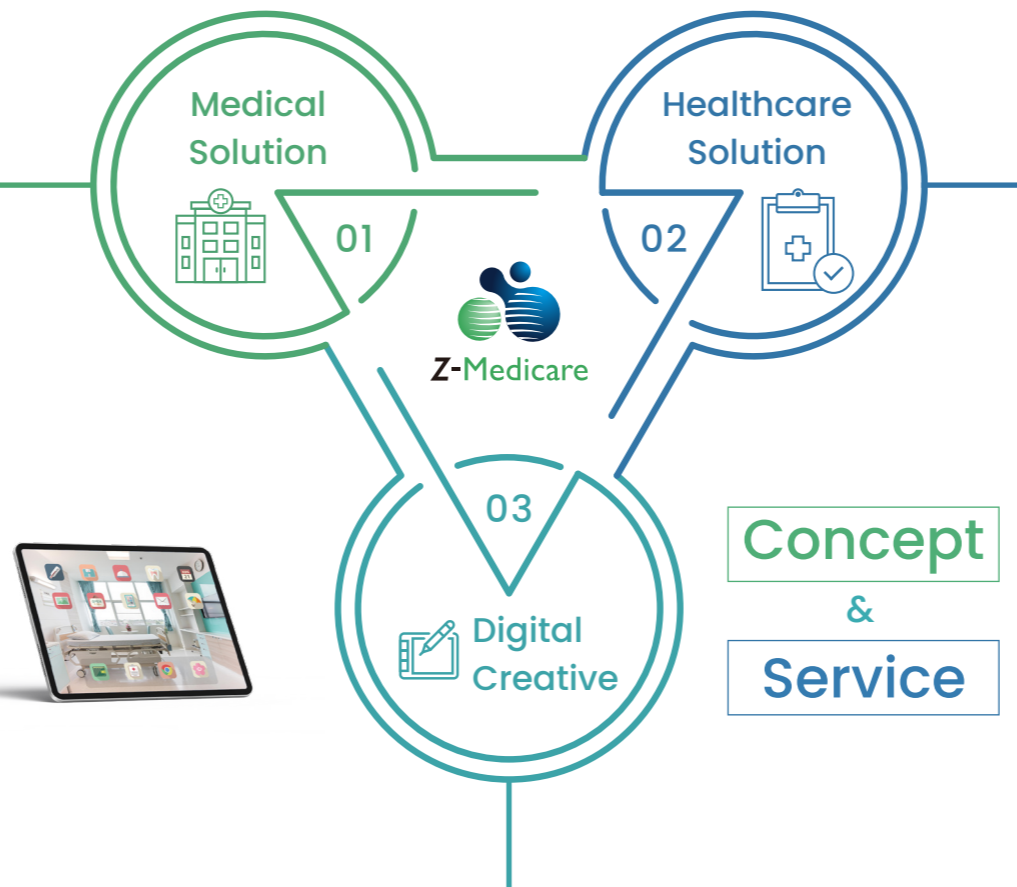 Medical
Solution
01
Healthcare
Solution
02
Z-Medicare
03
Digital
Creative
Concept
&
Service